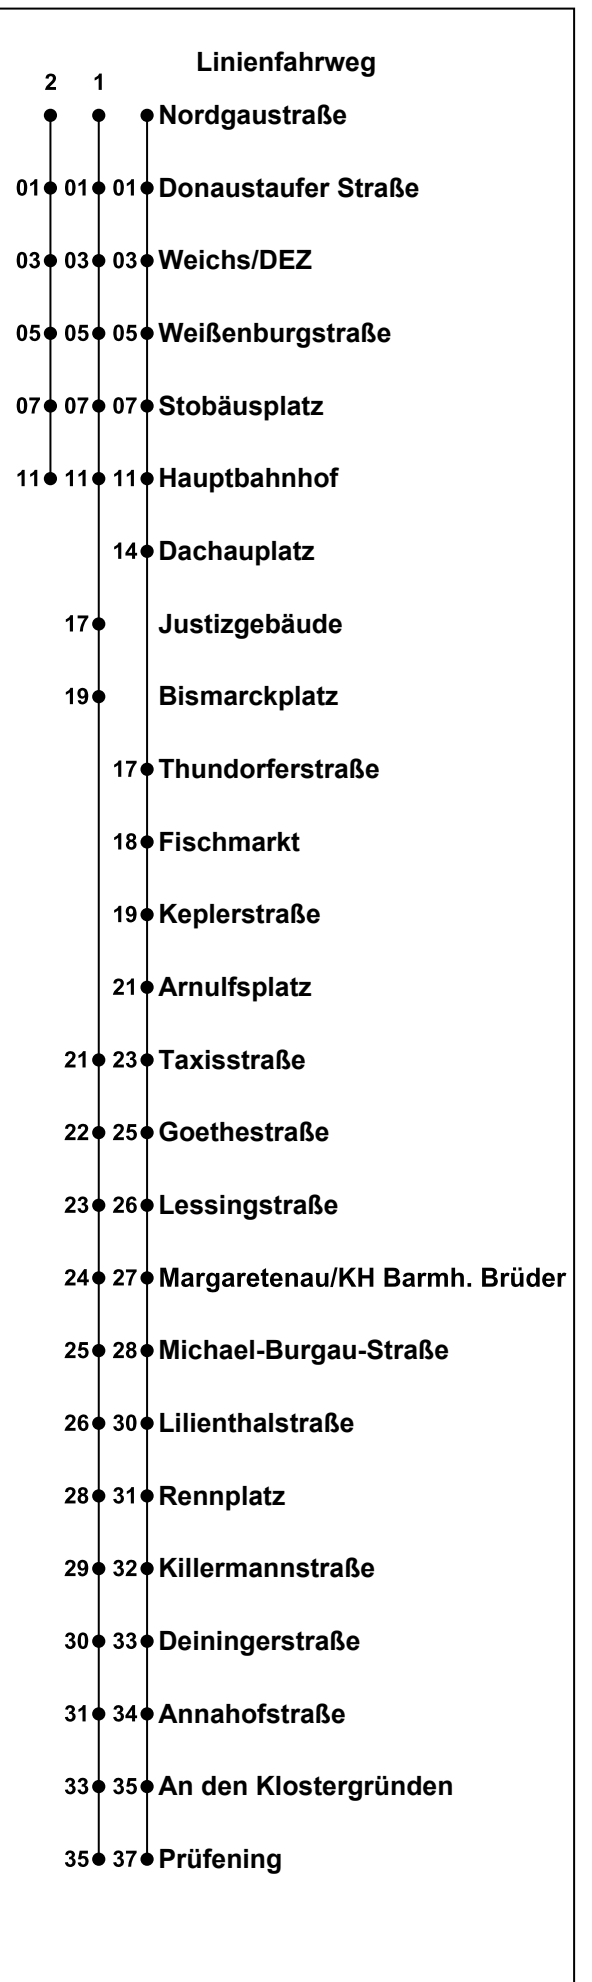 Linienfahrweg
2 1
Nordgaustraße
01 01 01 Donaustaufer Straße
03 03 03 Weichs/DEZ
05 05 05 Weißenburgstraße
07 07 07 Stobäusplatz
11 11 11 Hauptbahnhof
14 Dachauplatz
17 Justizgebäude
19 Bismarckplatz
17 Thundorferstraße
18 Fischmarkt
19 Keplerstraße
21 Arnulfsplatz
21 23 Taxisstraße
22 25 Goethestraße
23 26 Lessingstraße
24 27 Margaretenau/KH Barmh. Brüder
25 28 Michael-Burgau-Straße
26 30 Lilienthalstraße
28 31 Rennplatz
29 32 Killermannstraße
30 33 Deiningerstraße
31 34 Annahofstraße
33 35 An den Klostergründen
35 37 Prüfening